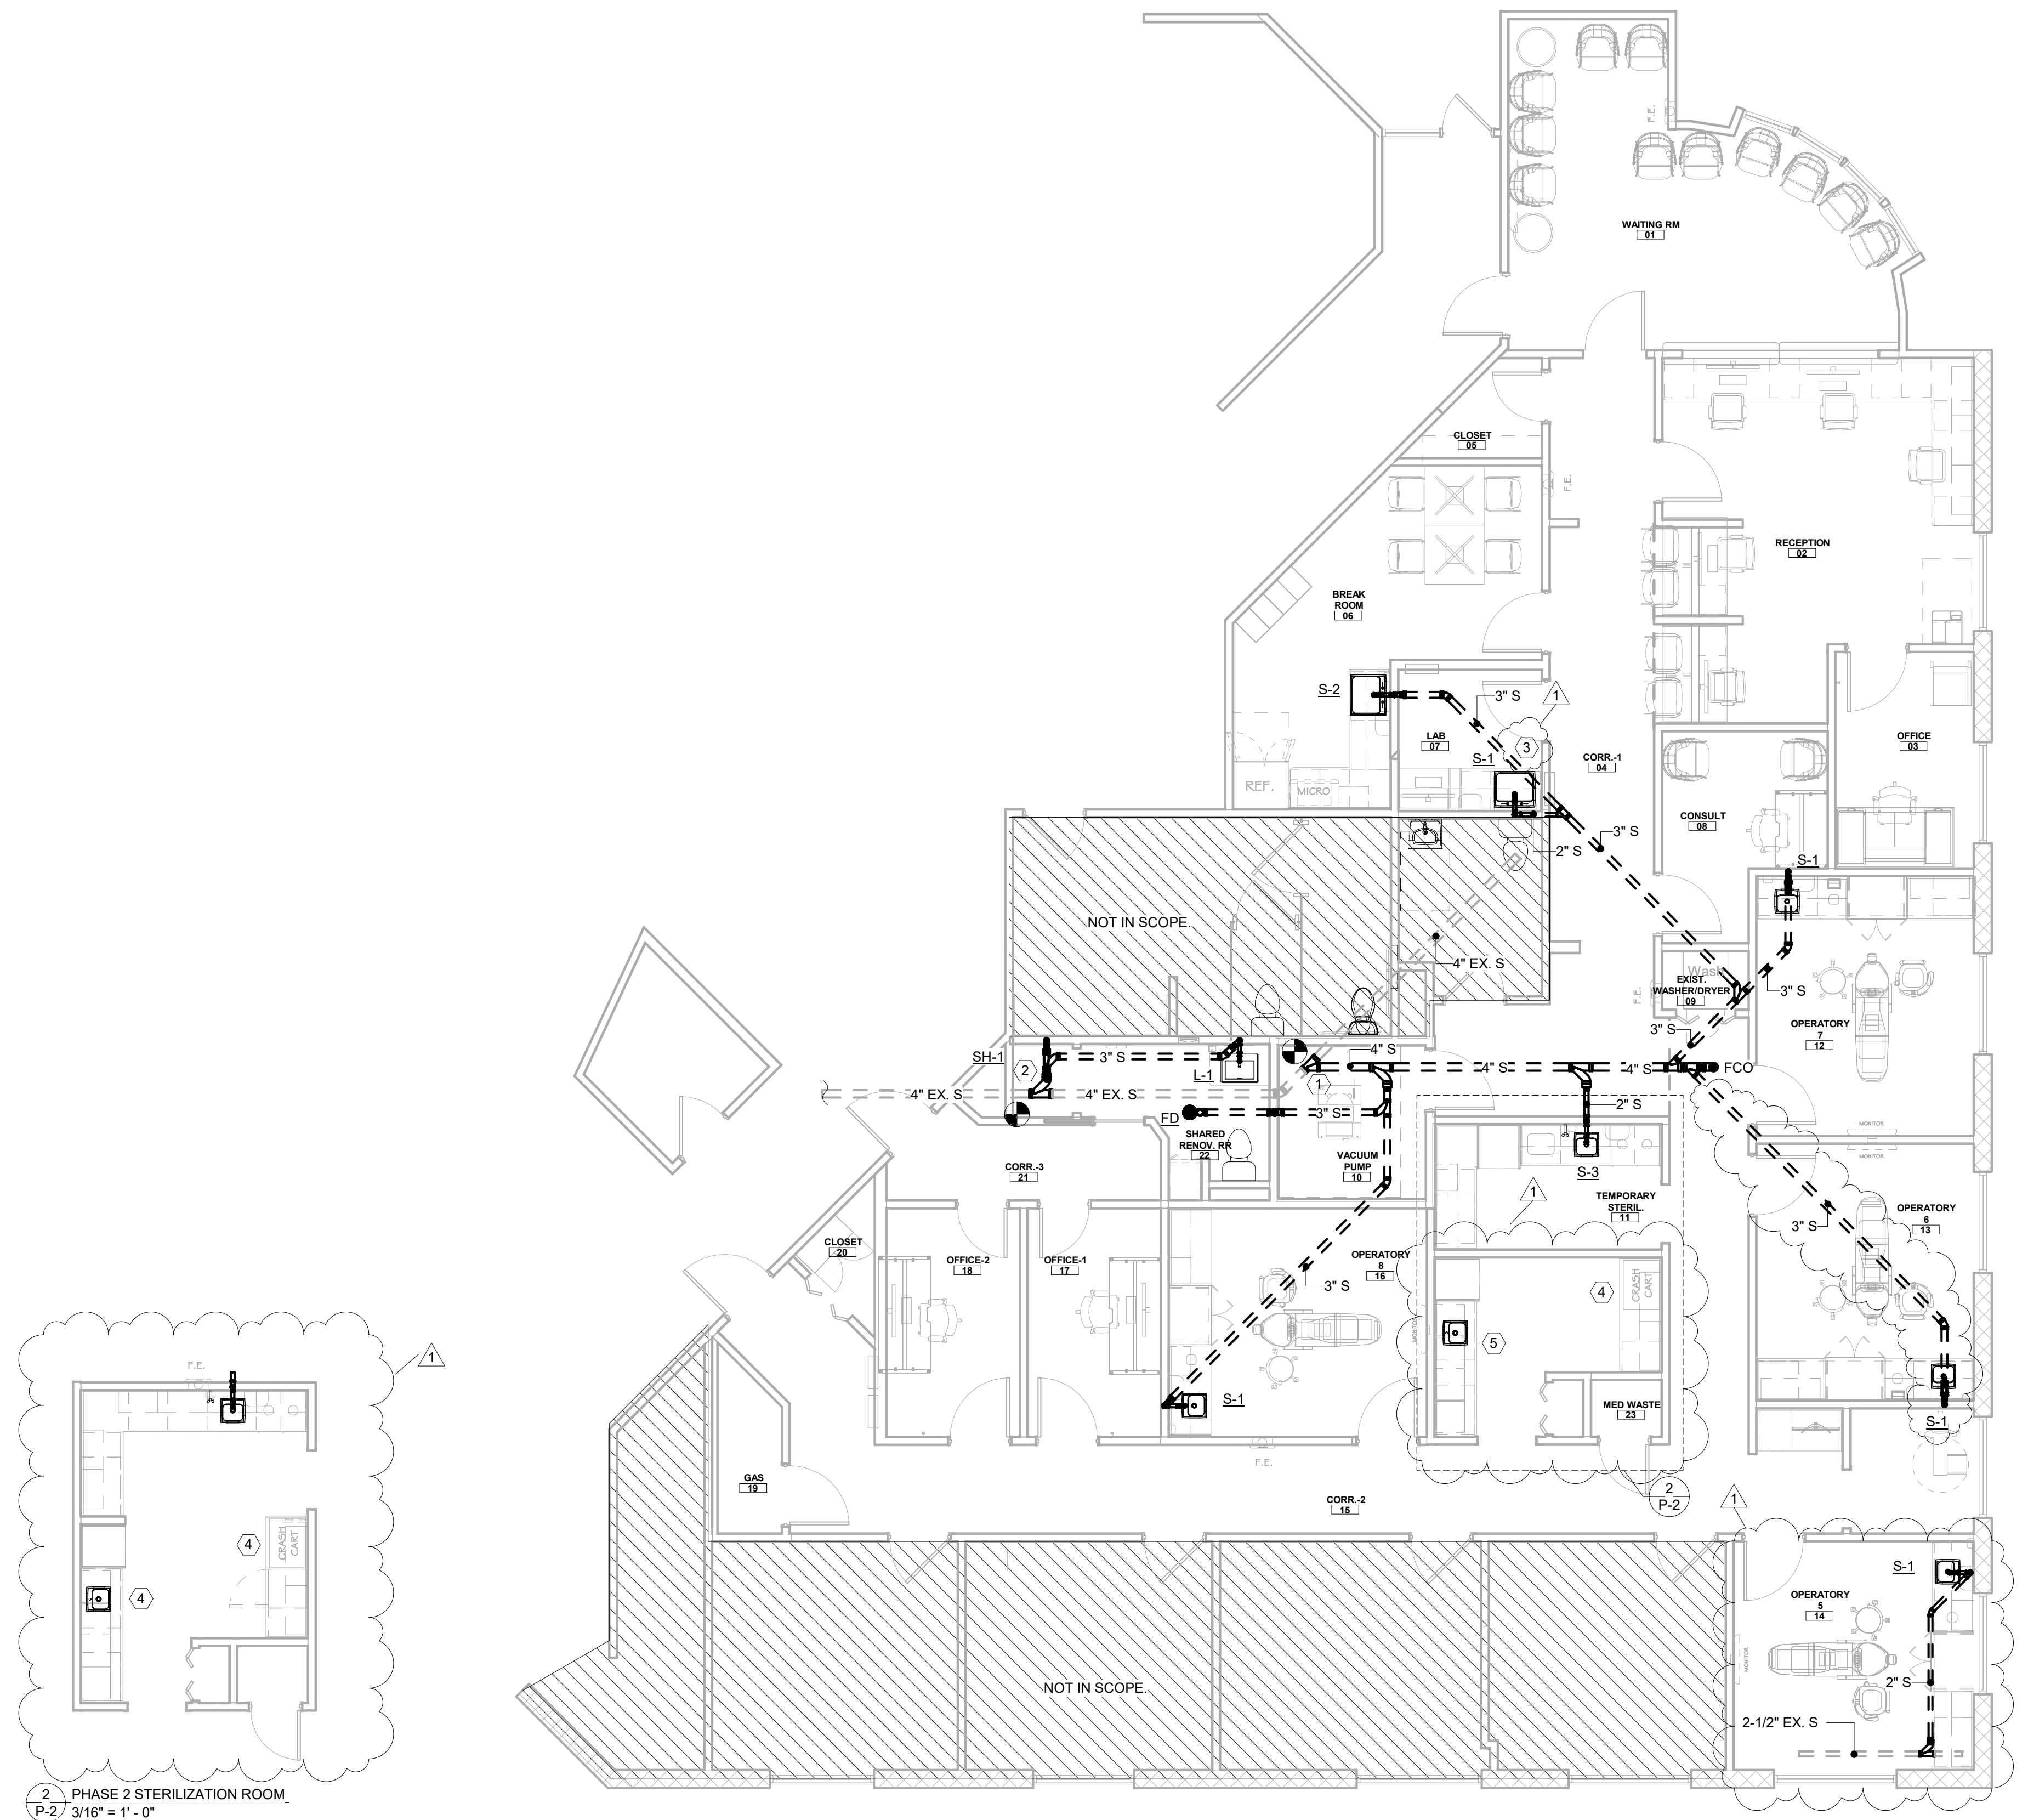 F.E.
WAITING RM
01
CLOSET
05
F.E.
RECEPTION
02
BREAK
ROOM
06
S-2
3" S
1
LAB
07
3
S-1
CORR.-1
04
OFFICE
03
REF.
MICRO
CONSULT
08
3" S
2" S
S-1
NOT IN SCOPE.
4" EX. S
Wash
EXIST.
WASHER/DRYER
09
F.E.
3" S
OPERATORY
7
12
3" S
SH-1
2
3" S
L-1
4" S
1
4" S
4" S
FCO
4" EX. S
4" EX. S
2" S
FD
3" S
SHARED
RENOV. RR
22
VACUUM
PUMP
10
S-3
MONITOR
MONITOR
CORR.-3
21
1
TEMPORARY
STERIL.
11
3" S
OPERATORY
6
13
CLOSET
20
OFFICE-2
18
OFFICE-1
17
OPERATORY
8
16
3" S
4
CRASH
CART
MONITOR
5
S-1
MED WASTE
23
S-1
F.E.
GAS
19
CORR.-2
15
2
P-2
1
S-1
OPERATORY
5
14
MONITOR
2" S
NOT IN SCOPE.
2-1/2" EX. S
F.E.
1
4
CRASH
CART
4
2
P-2
PHASE 2 STERILIZATION ROOM
3/16" = 1' - 0"